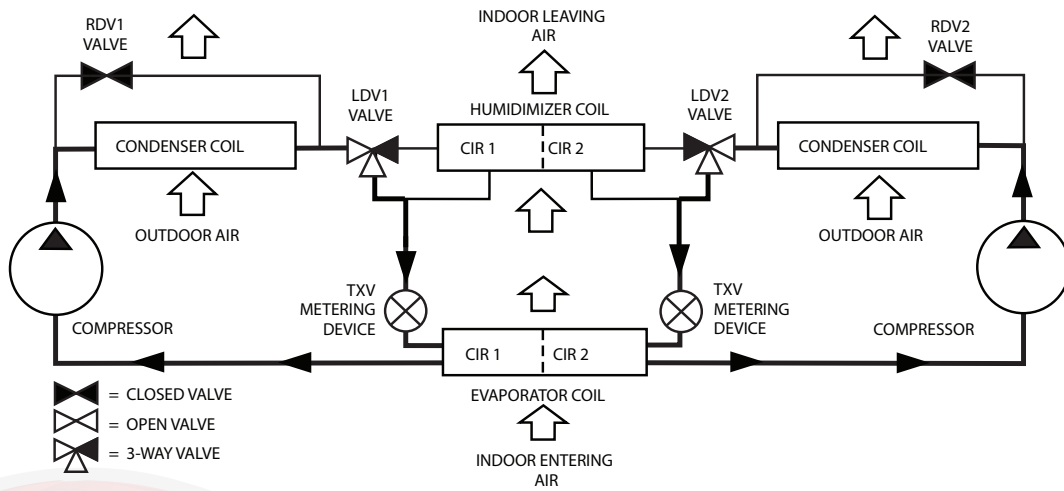 RDV1
VALVE
INDOOR LEAVING
AIR
RDV2
VALVE
LDV1
VALVE
HUMIDIMIZER COIL
LDV2
VALVE
CONDENSER COIL
CIR 1
CIR 2
CONDENSER COIL
OUTDOOR AIR
OUTDOOR AIR
TXV
METERING
DEVICE
TXV
METERING
DEVICE
COMPRESSOR
COMPRESSOR
CIR 1
CIR 2
EVAPORATOR COIL
INDOOR ENTERING
AIR
= CLOSED VALVE
= OPEN VALVE
= 3-WAY VALVE